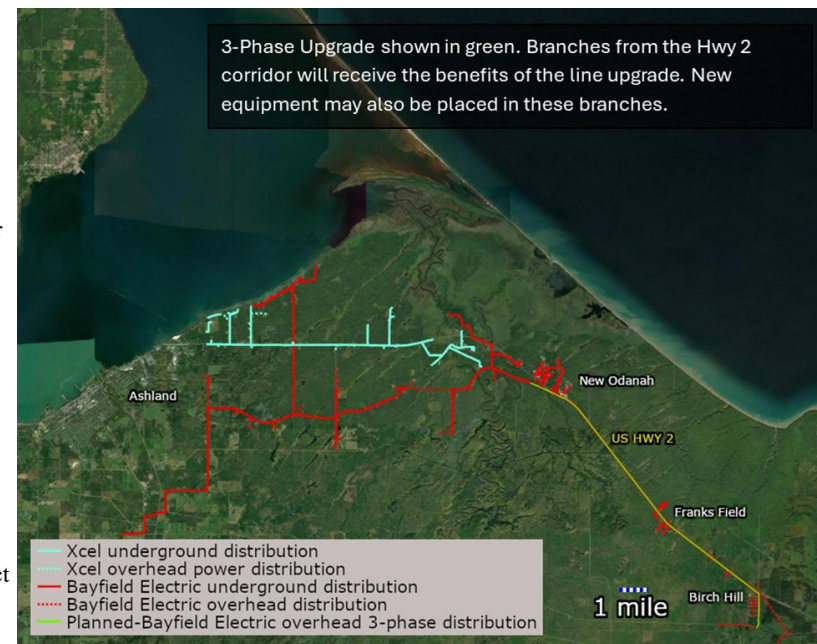 3-Phase Upgrade shown in green. Branches from the Hwy 2
corridor will receive the benefits of the line upgrade. New
equipment may also be placed in these branches.
Ashland
New Odanah
US HWY 2
Franks Field
Birch Hill
1 mile
Xcel underground distribution
Xcel overhead power distribution
Bayfield Electric underground distribution
Bayfield Electric overhead distribution
Planned-Bayfield Electric overhead 3-phase distribution